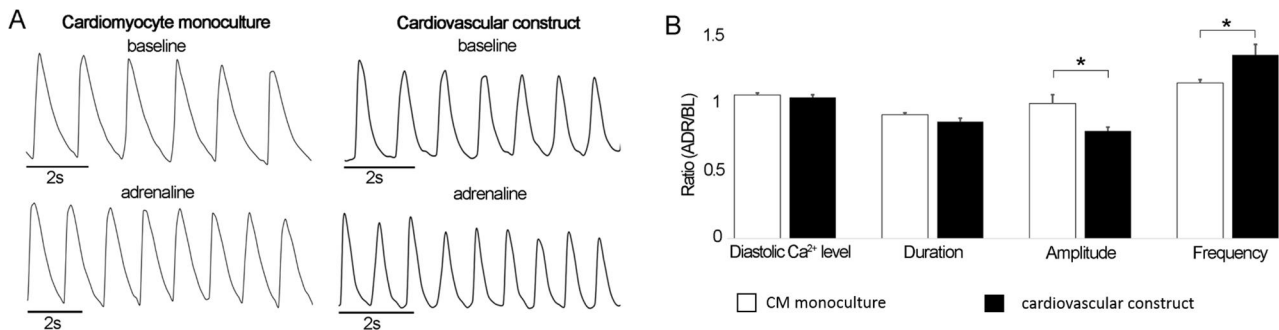 A
Cardiomyocyte monoculture
baseline
2s
adrenaline
2s
Cardiovascular construct
baseline
2s
adrenaline
2s
B
Ratio (ADR/BL)
1.5
1
0.5
0
*
*
Diastolic Ca²⁺ level
Duration
Amplitude
Frequency
CM monoculture
cardiovascular construct